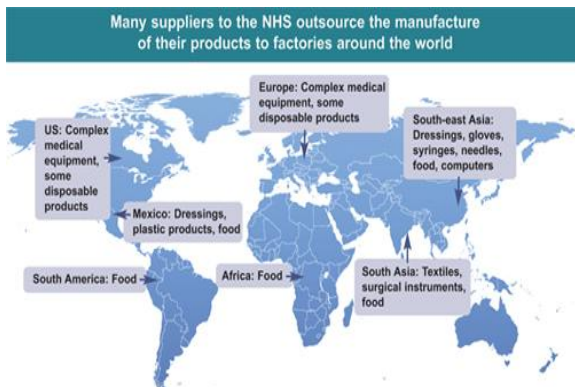 Many suppliers to the NHS outsource the manufacture
of their products to factories around the world
Europe: Complex medical
equipment, some
disposable products
US: Complex
medical
equipment,
some
disposable
products
South-east Asia:
Dressings, gloves,
syringes, needles,
food, computers
Mexico: Dressings,
plastic products, food
South America: Food
Africa: Food
South Asia: Textiles,
surgical instruments,
food